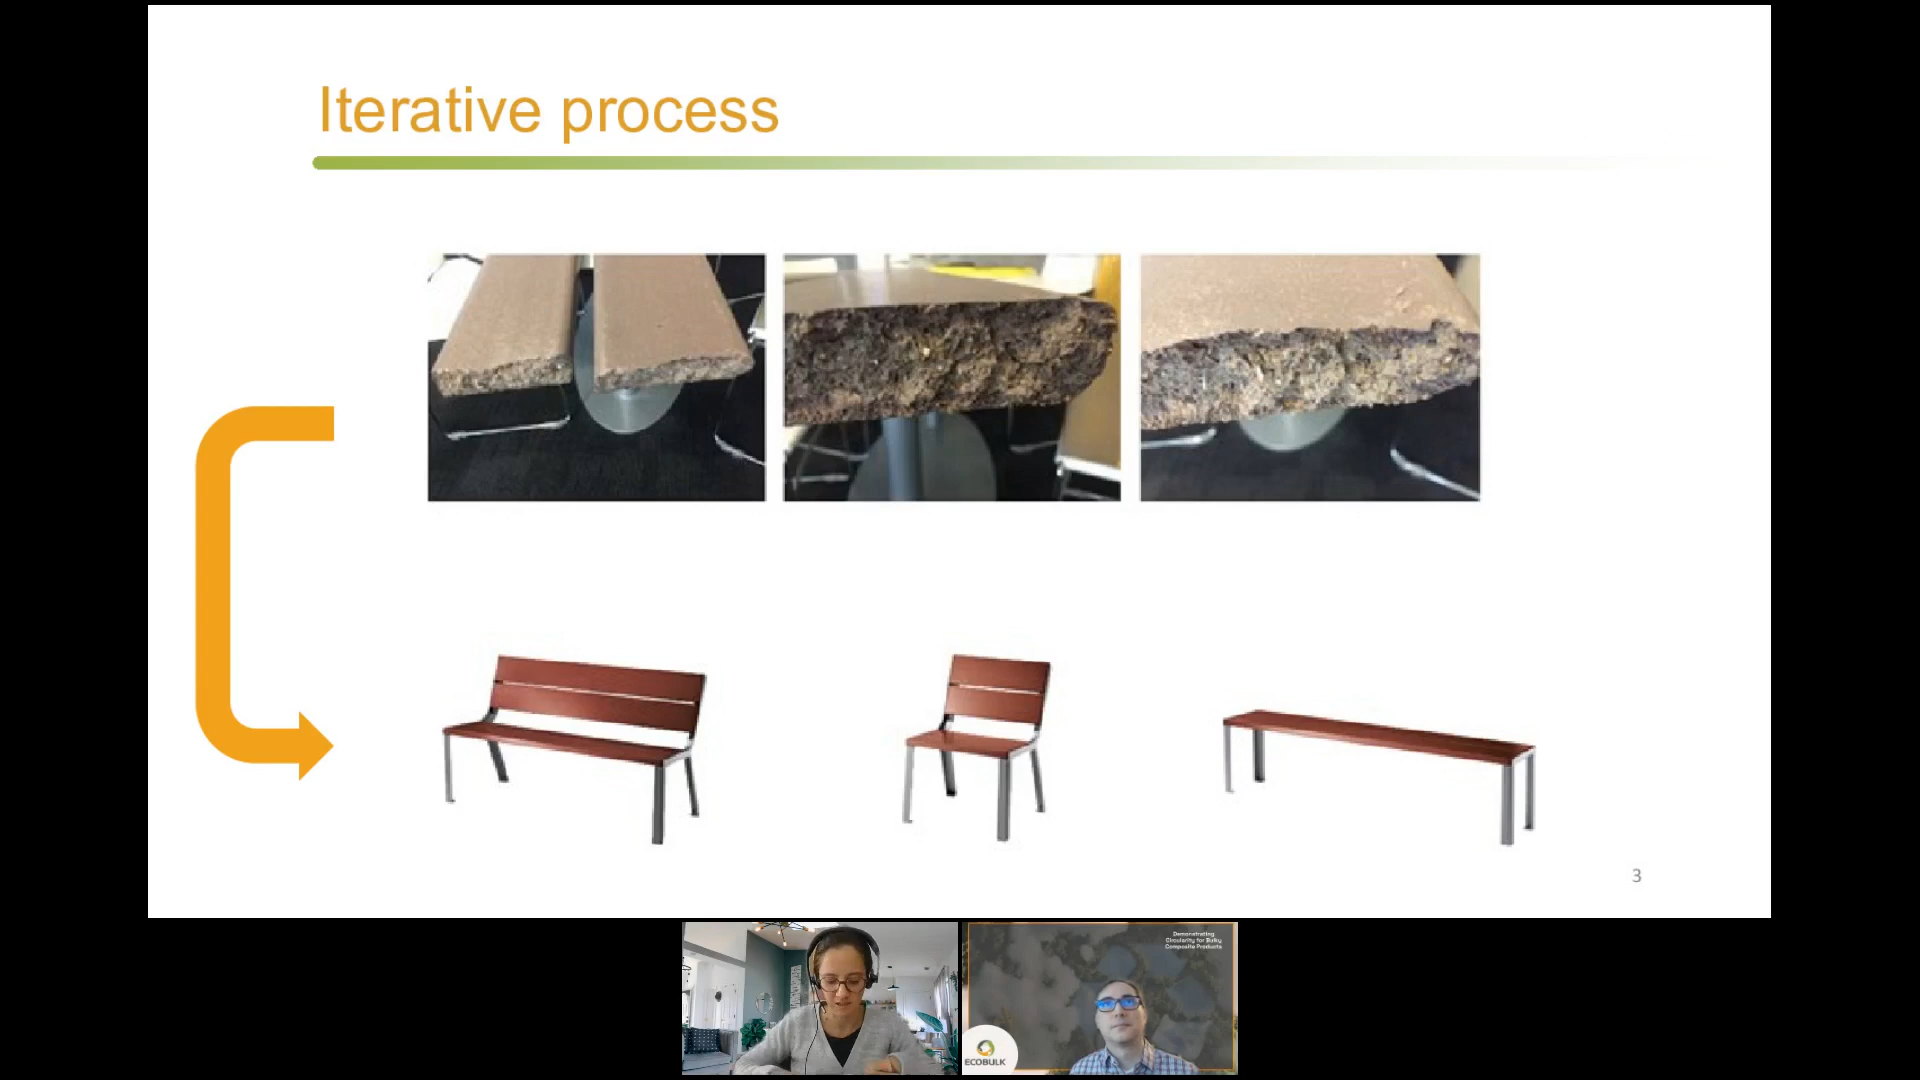 Iterative process
3
Demonstrating
Circularity for Bulky
Composite Products
ECOBULK